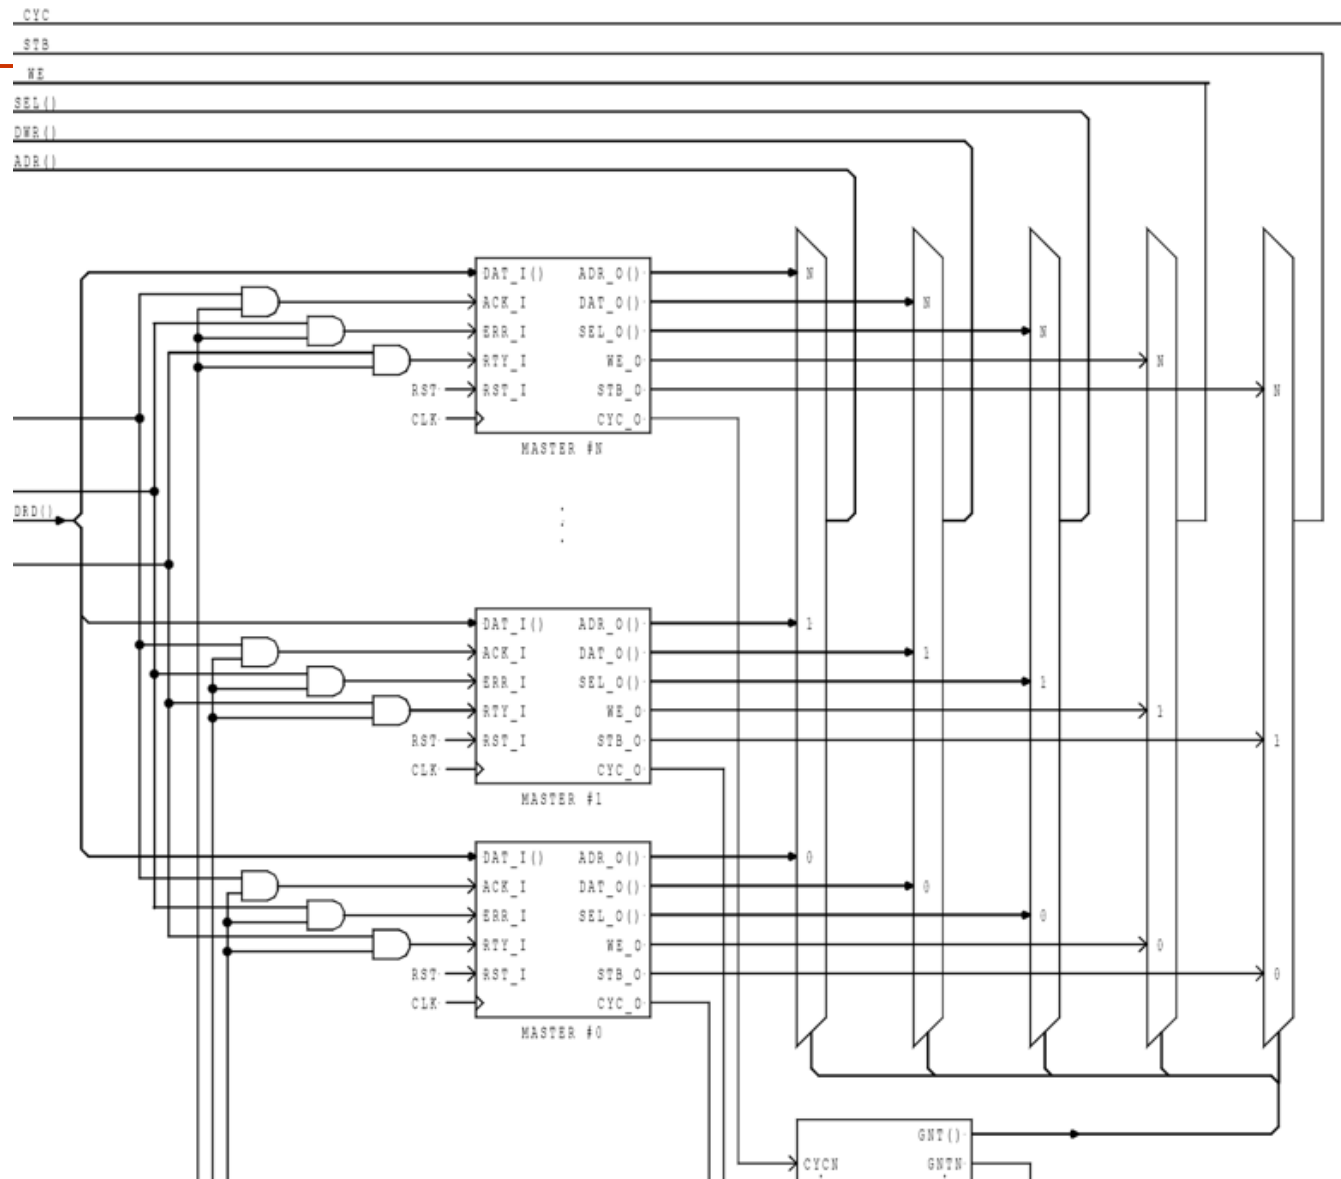 CYC
STB
WE
SEL()
DWR()
ADR()
DAT_I() ADR_O() N
ACK_I DAT_O() N
ERR_I SEL_O() N
RTY_I WE_O N
RST RST_I STB_O N
CLK CYC_O
MASTER #N
DRD()
DAT_I() ADR_O() 1
ACK_I DAT_O() 1
ERR_I SEL_O() 1
RTY_I WE_O 1
RST RST_I STB_O 1
CLK CYC_O
MASTER #1
DAT_I() ADR_O() 0
ACK_I DAT_O() 0
ERR_I SEL_O() 0
RTY_I WE_O 0
RST RST_I STB_O 0
CLK CYC_O
MASTER #0
GNT()
CYCN GNTN